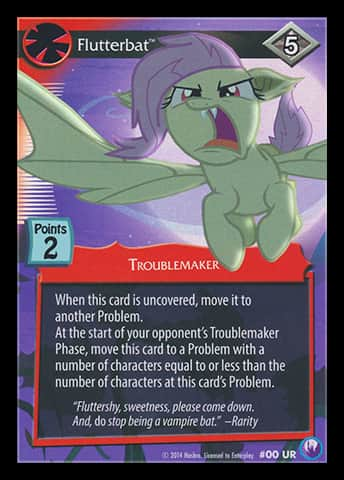 Flutterbat™
5
Points
2
TROUBLEMAKER
When this card is uncovered, move it to
another Problem.
At the start of your opponent's Troublemaker
Phase, move this card to a Problem with a
number of characters equal to or less than the
number of characters at this card's Problem.
"Fluttershy, sweetness, please come down.
And, do stop being a vampire bat." –Rarity
© 2014 Hasbro. Licensed to Enterplay. #00 UR